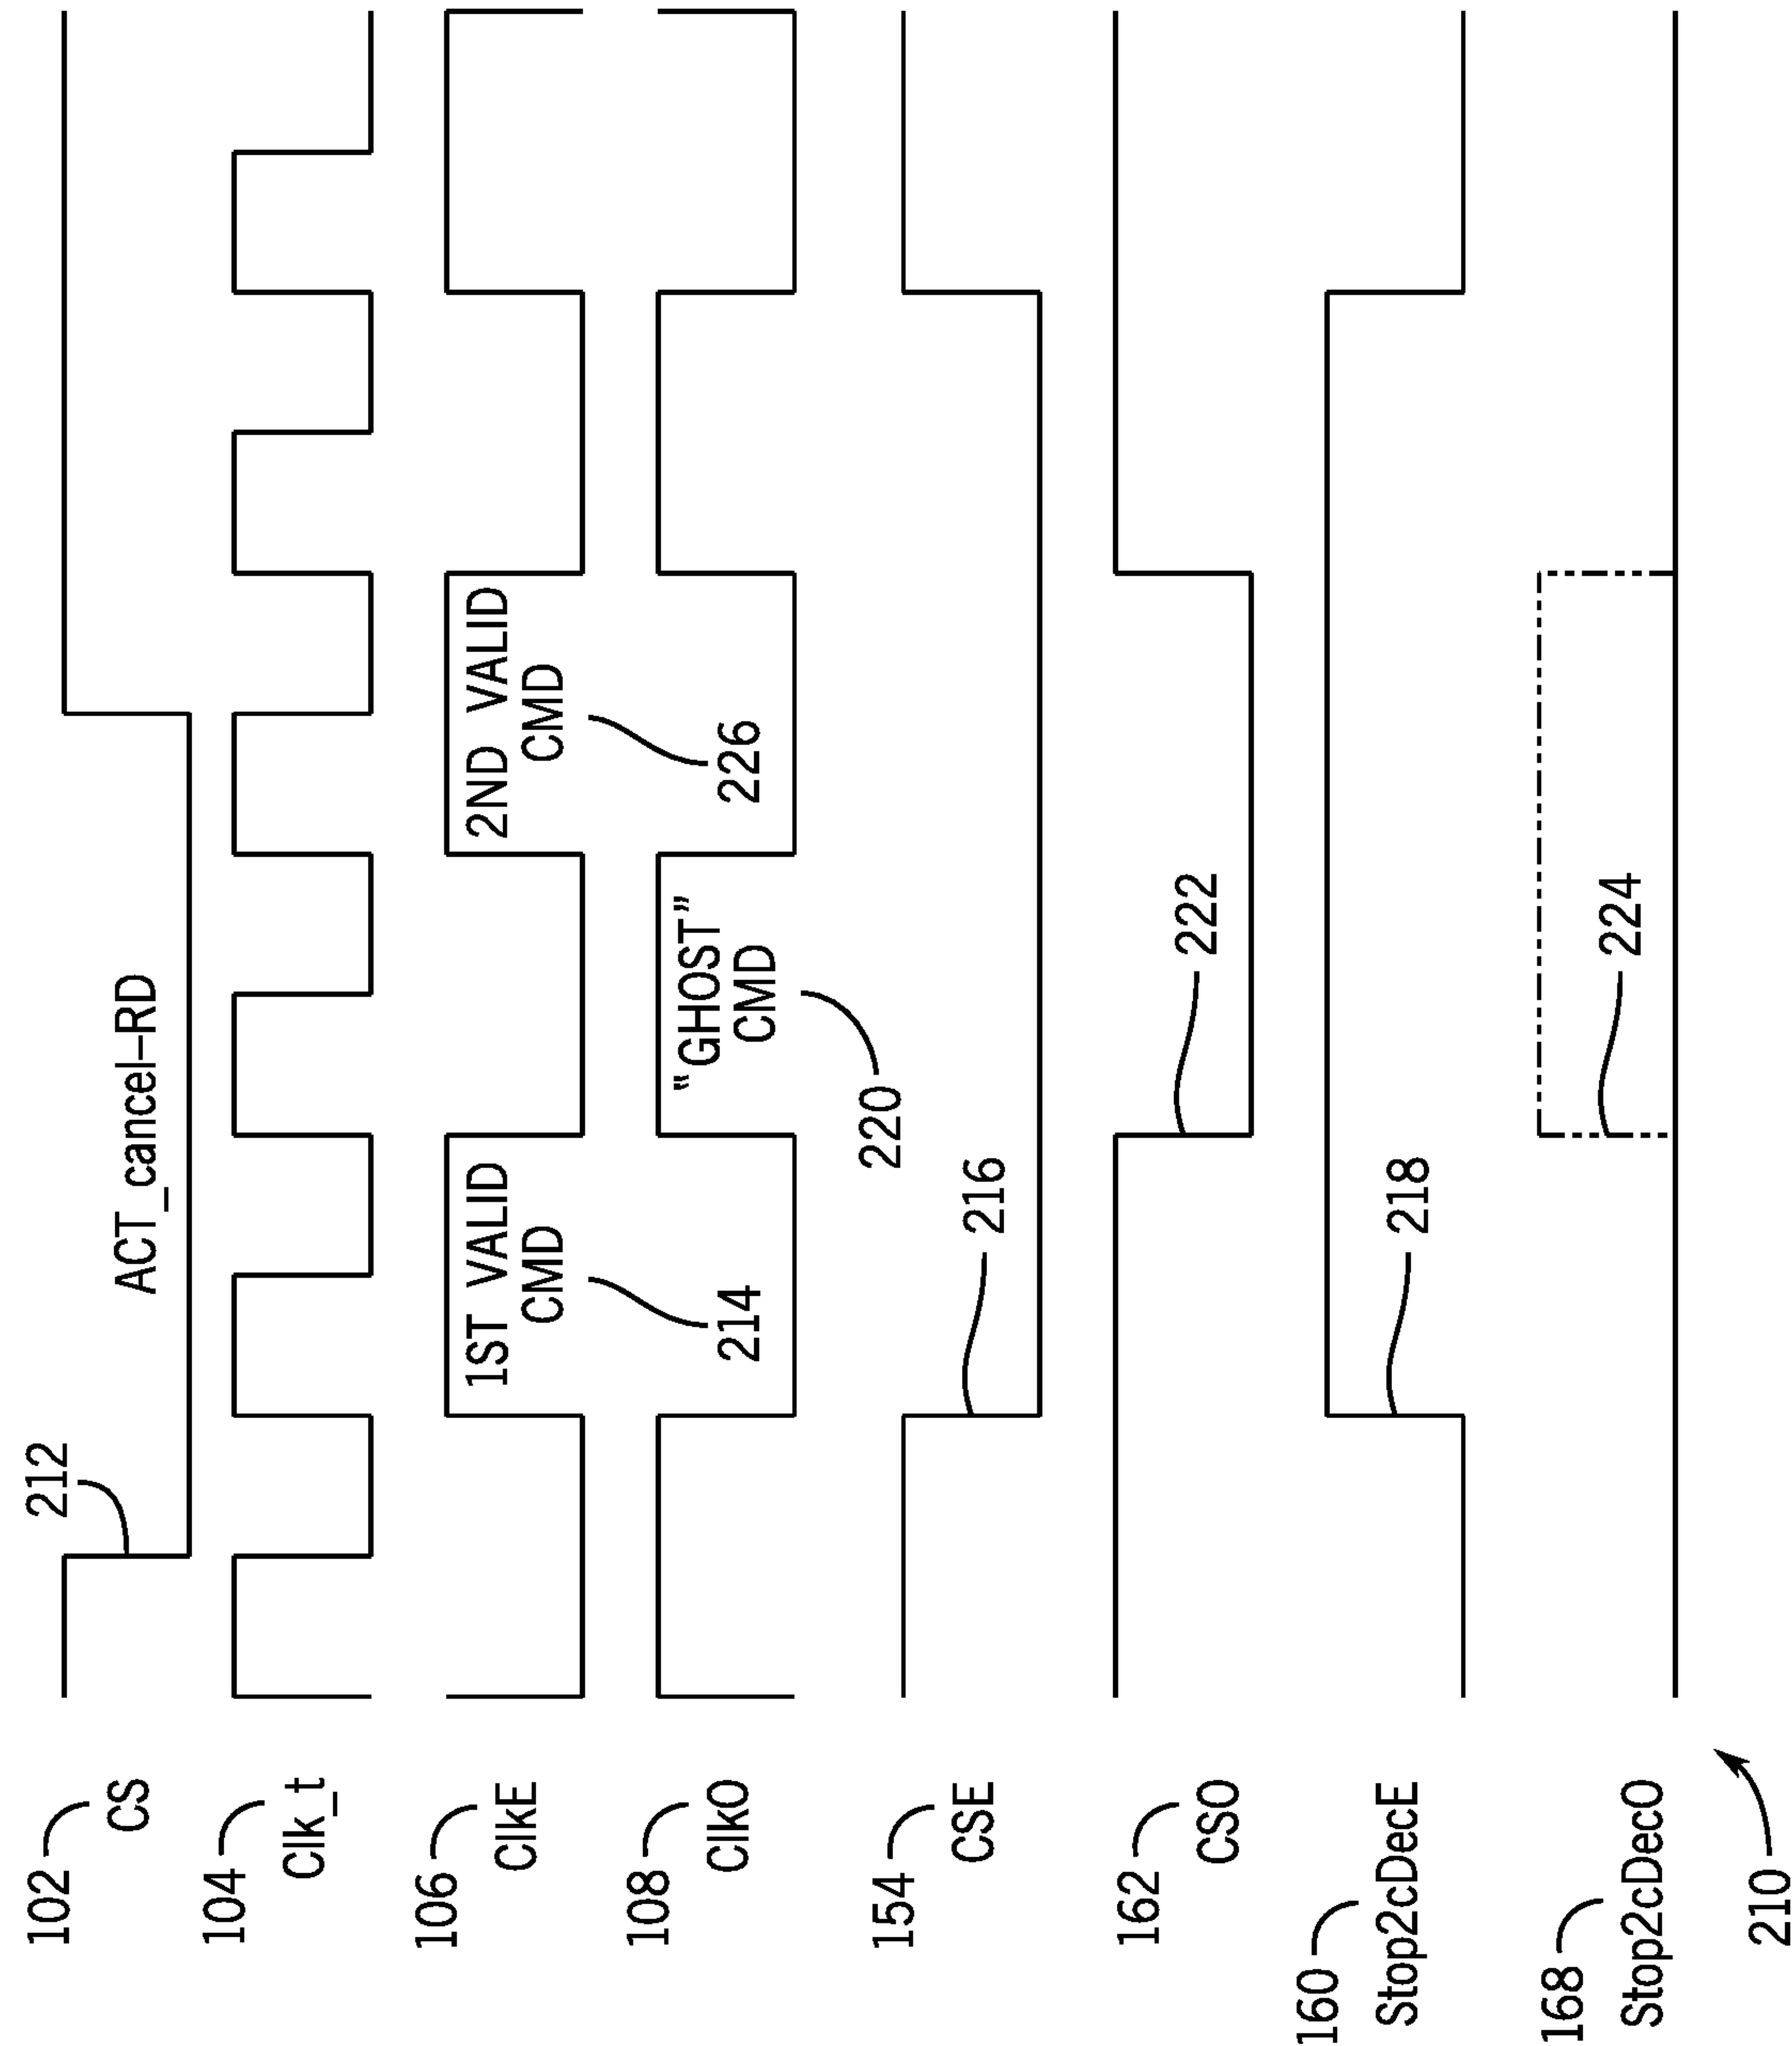 212
102
CS
ACT_cancel–RD
104
Clk_t
106
ClkE
1ST VALID
CMD
214
2ND VALID
CMD
226
108
ClkO
“GHOST”
CMD
220
154
CSE
216
162
CSO
222
160
Stop2cDecE
218
168
Stop2cDecO
224
210